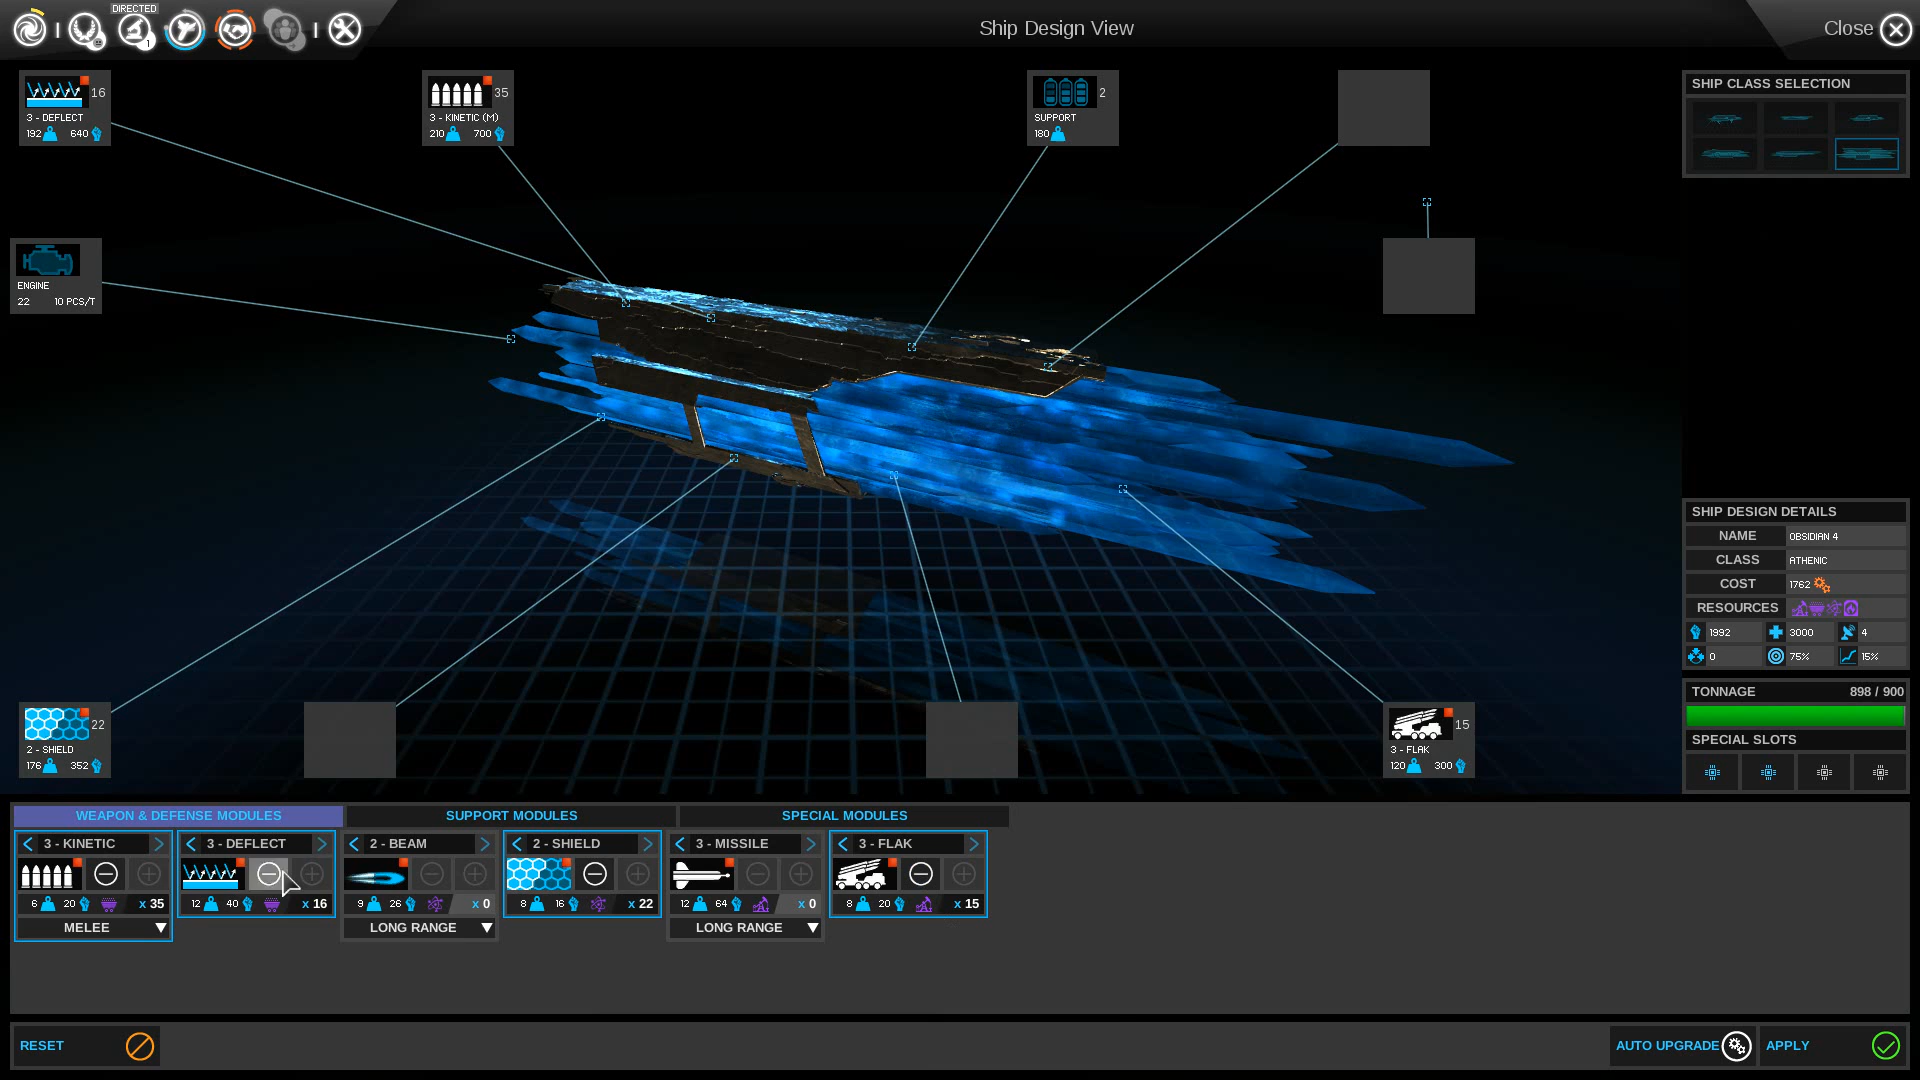 DIRECTED
1
Ship Design View
Close
16
3 - DEFLECT
192 640
35
3 - KINETIC (M)
210 700
2
SUPPORT
180
ENGINE
22 10 PCS/T
22
2 - SHIELD
176 352
15
3 - FLAK
120 300
SHIP CLASS SELECTION
SHIP DESIGN DETAILS
NAME OBSIDIAN 4
CLASS ATHENIC
COST 1762
RESOURCES
1992 3000 4
0 75% 15%
TONNAGE 898 / 900
SPECIAL SLOTS
WEAPON & DEFENSE MODULES SUPPORT MODULES SPECIAL MODULES
3 - KINETIC
6 20 x 35
MELEE
3 - DEFLECT
12 40 x 16
2 - BEAM
9 26 x 0
LONG RANGE
2 - SHIELD
8 16 x 22
3 - MISSILE
12 64 x 0
LONG RANGE
3 - FLAK
8 20 x 15
RESET
AUTO UPGRADE
APPLY